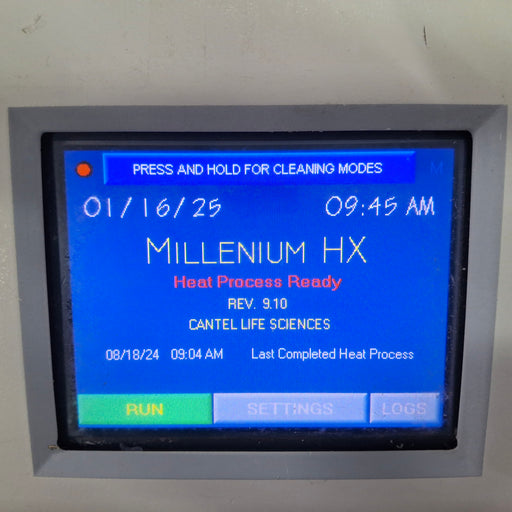 PRESS AND HOLD FOR CLEANING MODES M
01/16/25 09:45 AM
MILLENIUM HX
Heat Process Ready
REV. 9.10
CANTEL LIFE SCIENCES
08/18/24 09:04 AM Last Completed Heat Process
RUN SETTINGS LOGS